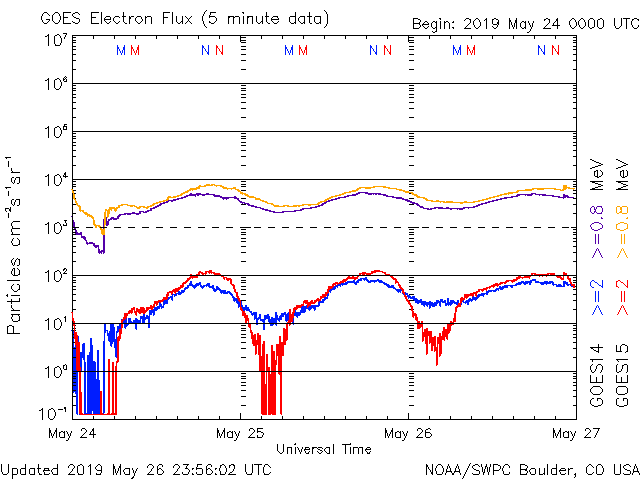 GOES Electron Flux (5 minute data)
Begin: 2019 May 24 0000 UTC
M M N N M M N N M M N N
10⁷
10⁶
10⁵
10⁴
10³
10²
10¹
10⁰
10⁻¹
Particles cm⁻²s⁻¹sr⁻¹
May 24 May 25 May 26 May 27
Universal Time
GOES14 >=2 >=0.8 MeV
GOES15 >=2 >=0.8 MeV
Updated 2019 May 26 23:56:02 UTC
NOAA/SWPC Boulder, CO USA